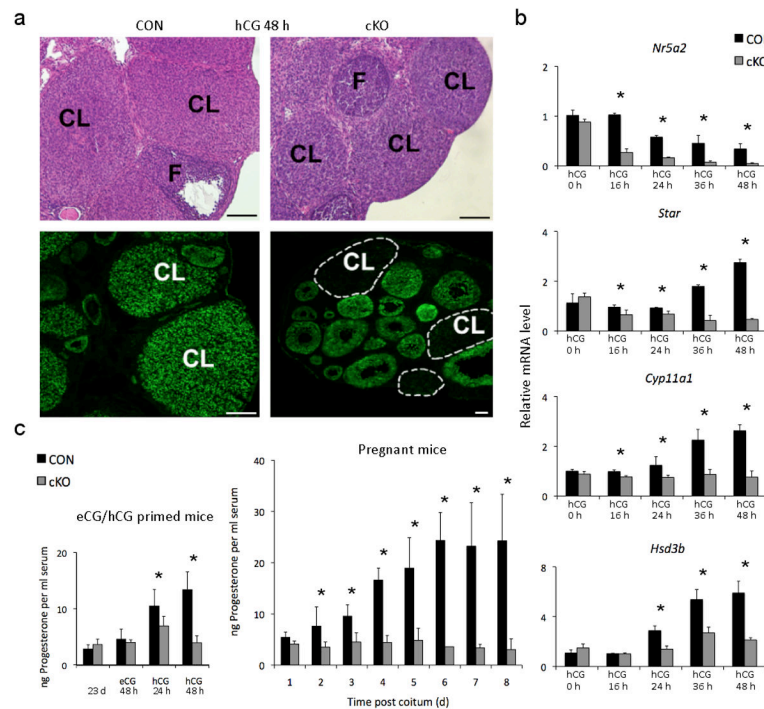 a
CON hCG 48 h cKO
CL
CL
F
F
CL
CL
CL
CL
CL
CL
CL
b
Nr5a2
CON
cKO
2
1
0
hCG 0 h
hCG 16 h
hCG 24 h
hCG 36 h
hCG 48 h
*
*
*
*
Star
4
2
0
hCG 0 h
hCG 16 h
hCG 24 h
hCG 36 h
hCG 48 h
*
*
*
*
Relative mRNA level
Cyp11a1
4
2
0
hCG 0 h
hCG 16 h
hCG 24 h
hCG 36 h
hCG 48 h
*
*
*
*
Hsd3b
8
4
0
hCG 0 h
hCG 16 h
hCG 24 h
hCG 36 h
hCG 48 h
*
*
*
c
CON
cKO
eCG/hCG primed mice
ng Progesterone per ml serum
20
10
0
23 d
eCG 48 h
hCG 24 h
hCG 48 h
*
*
Pregnant mice
ng Progesterone per ml serum
40
30
20
10
0
1 2 3 4 5 6 7 8
Time post coitum (d)
*
*
*
*
*
*
*